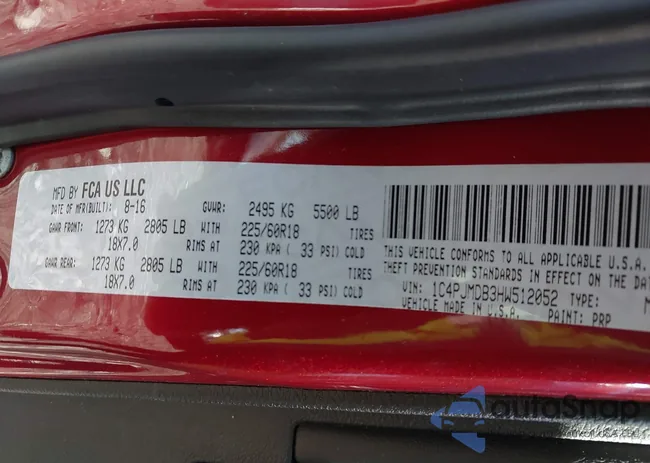 MFD BY FCA US LLC
DATE OF MFR(BUILT): 8-16 GVWR: 2495 KG 5500 LB
GAWR FRONT: 1273 KG 2805 LB WITH 225/60R18 TIRES
18X7.0 RIMS AT 230 KPA ( 33 PSI) COLD
GAWR REAR: 1273 KG 2805 LB WITH 225/60R18 TIRES
18X7.0 RIMS AT 230 KPA ( 33 PSI) COLD
THIS VEHICLE CONFORMS TO ALL APPLICABLE U.S.A.
THEFT PREVENTION STANDARDS IN EFFECT ON THE DA
VIN: 1C4PJMDB3HW512052 TYPE: M
VEHICLE MADE IN U.S.A. PAINT: PRP
AutoSnap